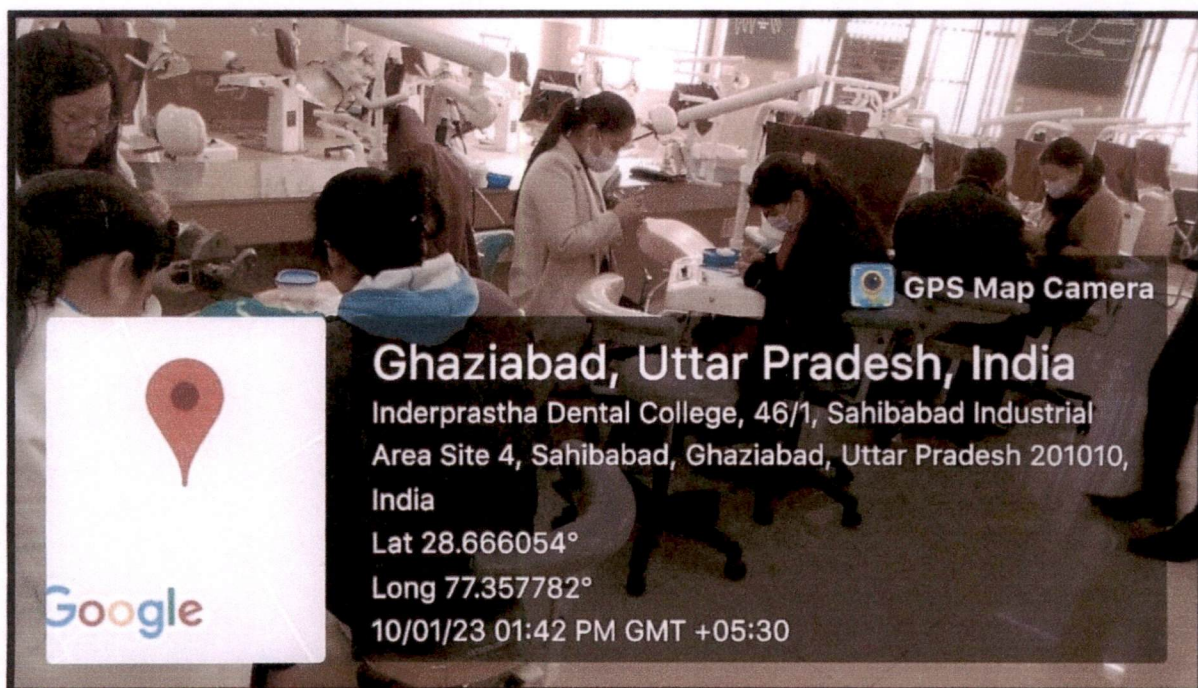 GPS Map Camera
Ghaziabad, Uttar Pradesh, India
Inderprastha Dental College, 46/1, Sahibabad Industrial
Area Site 4, Sahibabad, Ghaziabad, Uttar Pradesh 201010,
India
Lat 28.666054°
Long 77.357782°
10/01/23 01:42 PM GMT +05:30
Google